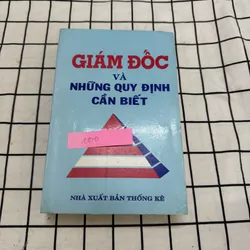 GIÁM ĐỐC
VÀ
NHỮNG QUY ĐỊNH
CẦN BIẾT
100
NHÀ XUẤT BẢN THỐNG KÊ